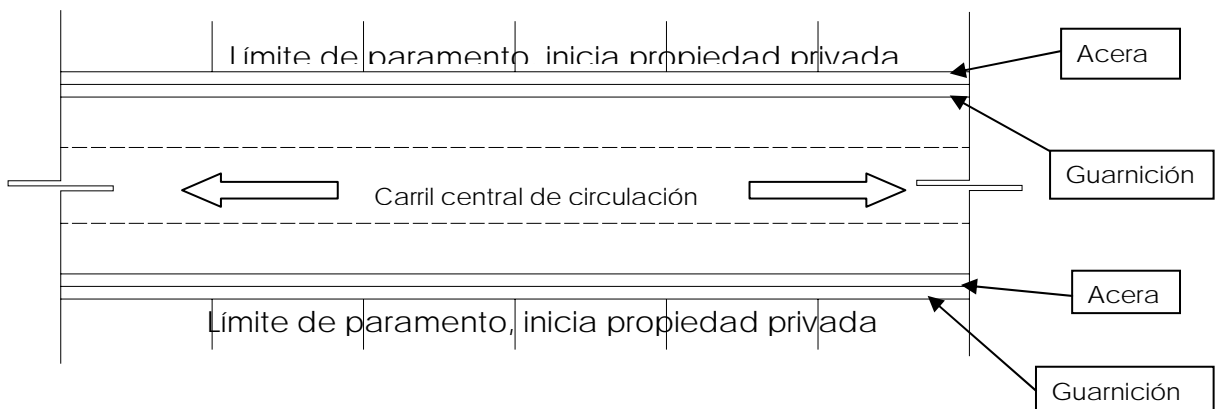 Límite de paramento, inicia propiedad privada
Acera
Guarnición
Carril central de circulación
Acera
Límite de paramento, inicia propiedad privada
Guarnición